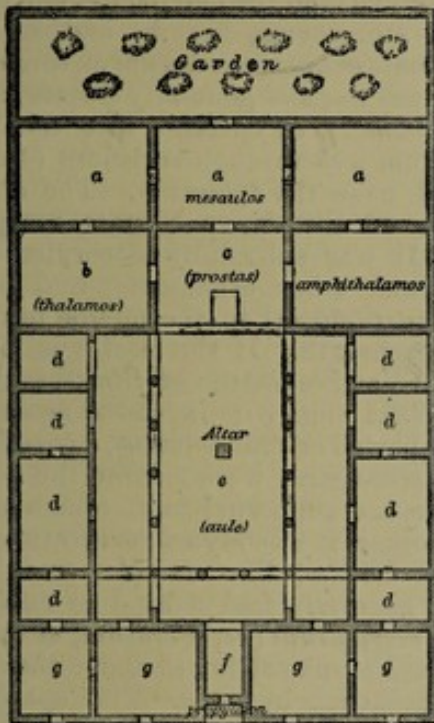 Garden
a a a
mesaulos
b c
(prostas)
(thalamos) amphithalamos
d d
d d
Altar
e
d d
(aule)
d d
g g f g g